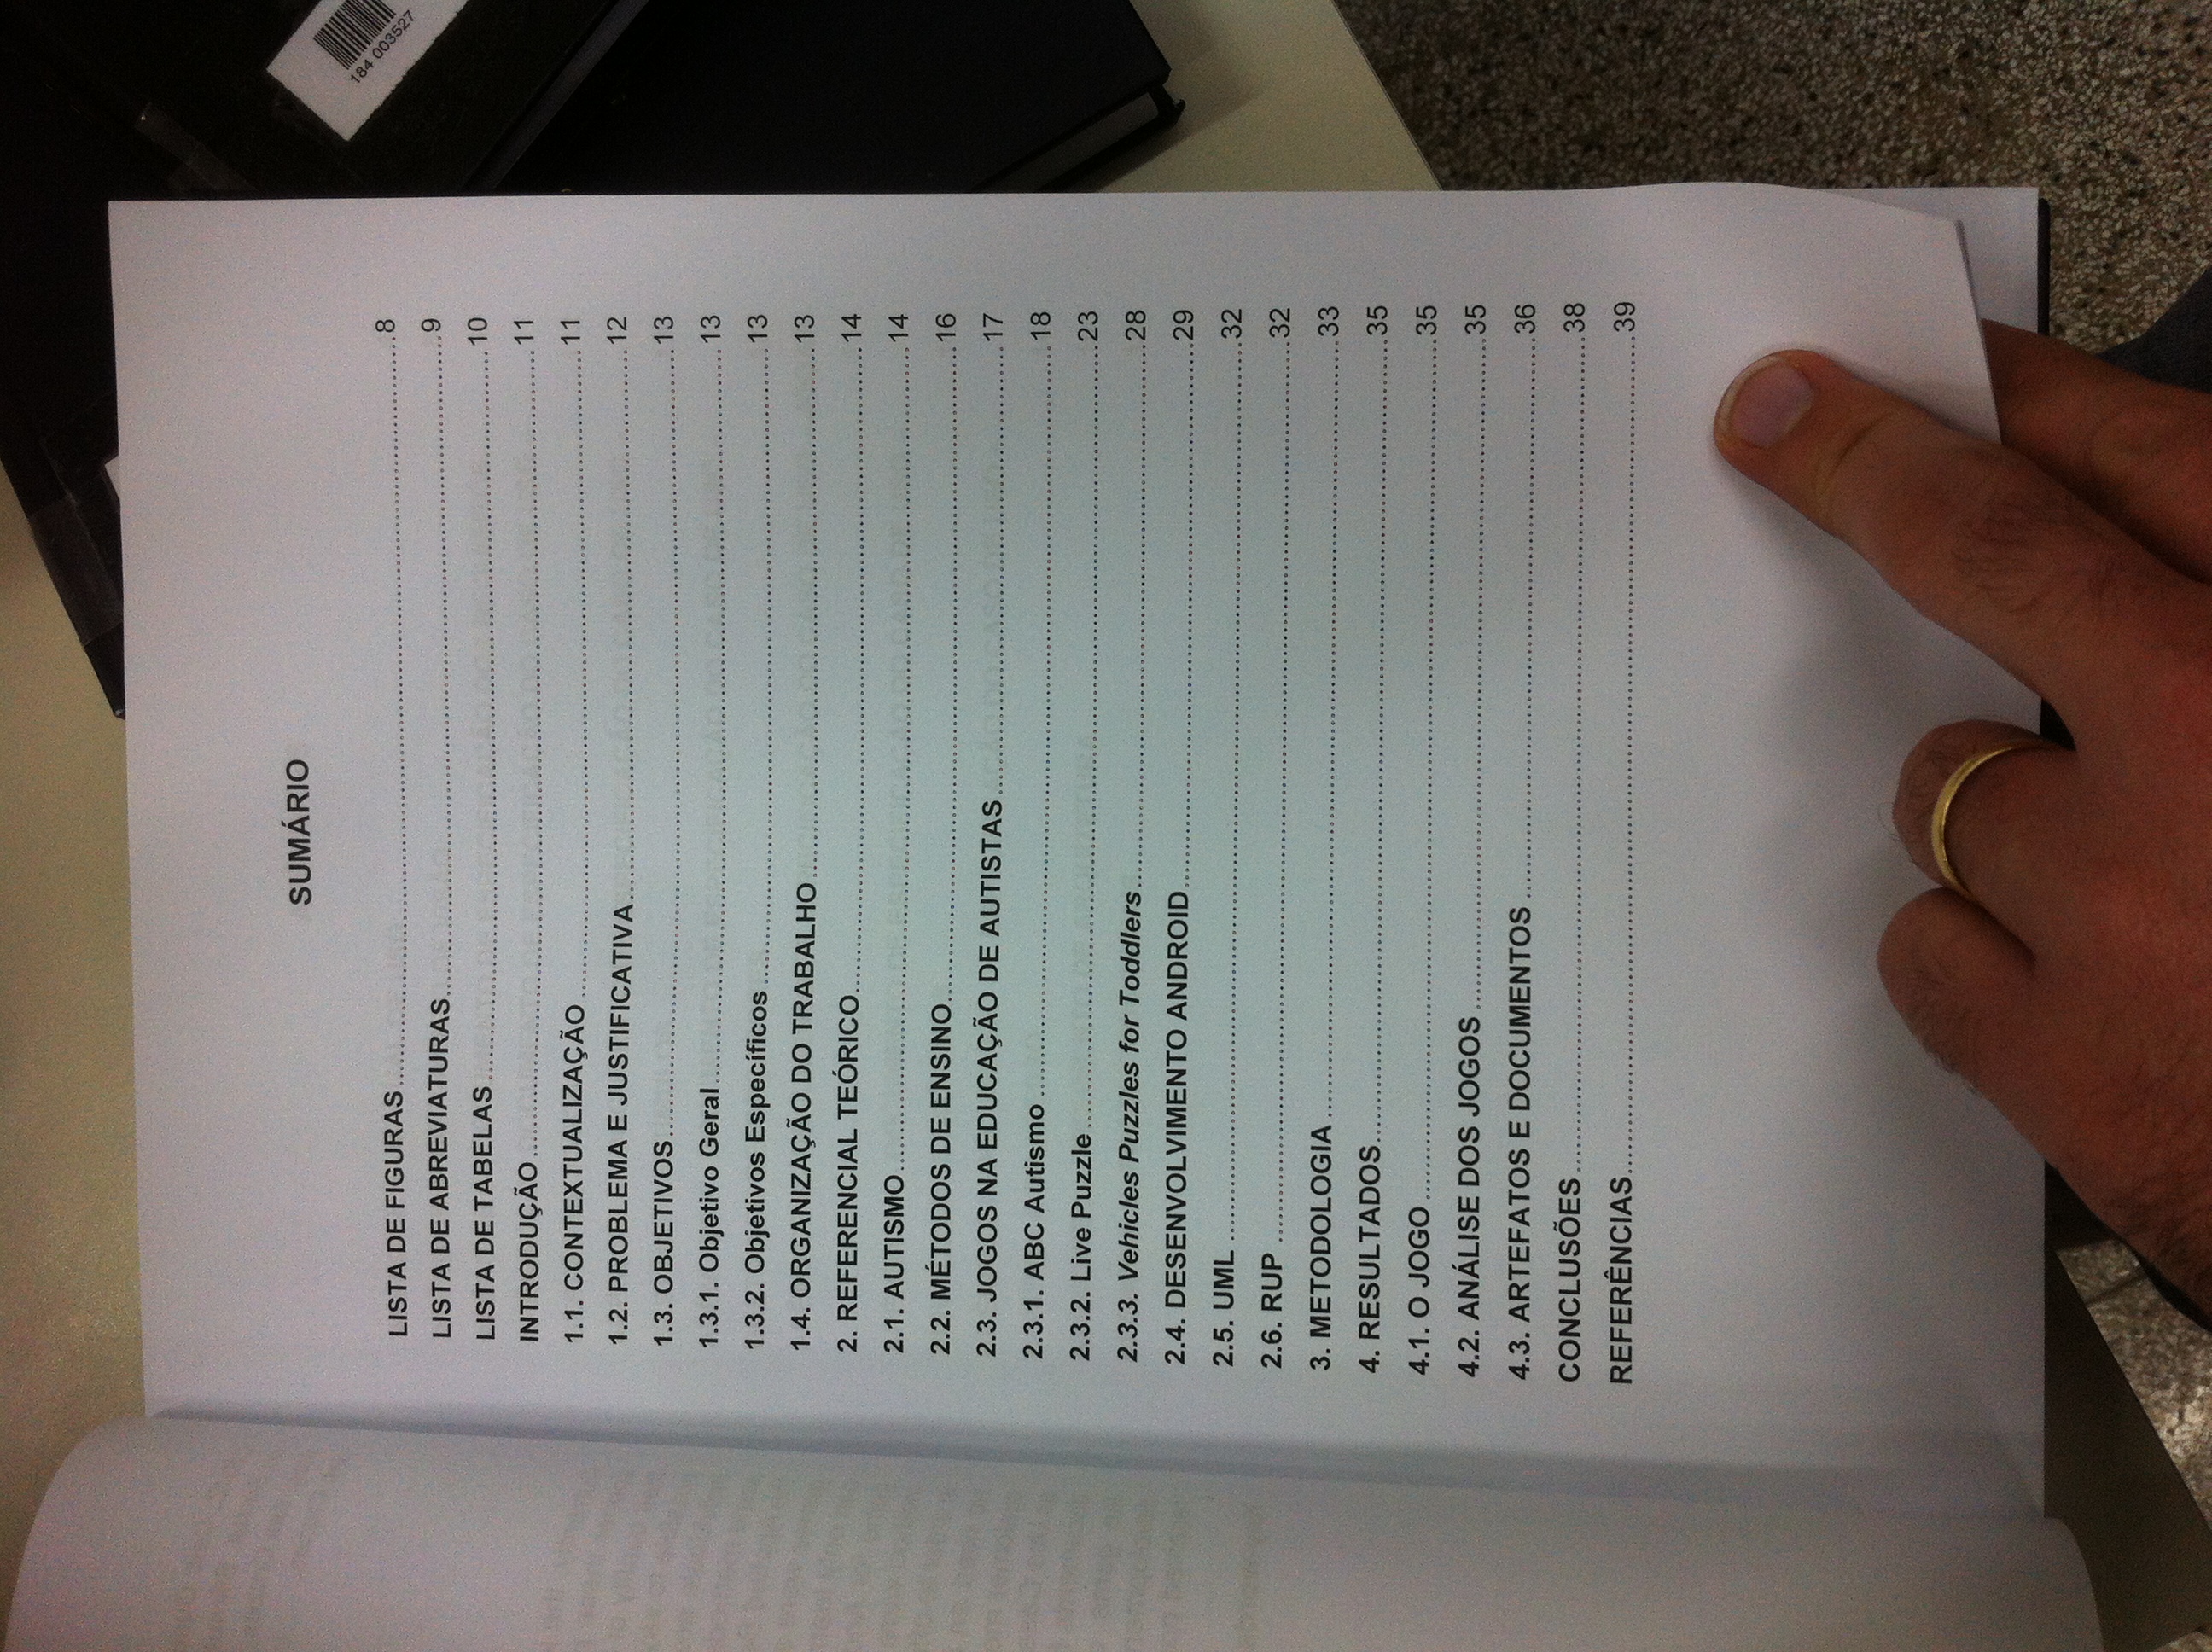 SUMÁRIO
LISTA DE FIGURAS 8
LISTA DE ABREVIATURAS 9
LISTA DE TABELAS 10
INTRODUÇÃO 11
1.1. CONTEXTUALIZAÇÃO 11
1.2. PROBLEMA E JUSTIFICATIVA 12
1.3. OBJETIVOS 13
1.3.1. Objetivo Geral 13
1.3.2. Objetivos Específicos 13
1.4. ORGANIZAÇÃO DO TRABALHO 13
2. REFERENCIAL TEÓRICO 14
2.1. AUTISMO 14
2.2. MÉTODOS DE ENSINO 16
2.3. JOGOS NA EDUCAÇÃO DE AUTISTAS 17
2.3.1. ABC Autismo 18
2.3.2. Live Puzzle 23
2.3.3. Vehicles Puzzles for Toddlers 28
2.4. DESENVOLVIMENTO ANDROID 29
2.5. UML 32
2.6. RUP 32
3. METODOLOGIA 33
4. RESULTADOS 35
4.1. O JOGO 35
4.2. ANÁLISE DOS JOGOS 35
4.3. ARTEFATOS E DOCUMENTOS 36
CONCLUSÕES 38
REFERÊNCIAS 39
184 003527